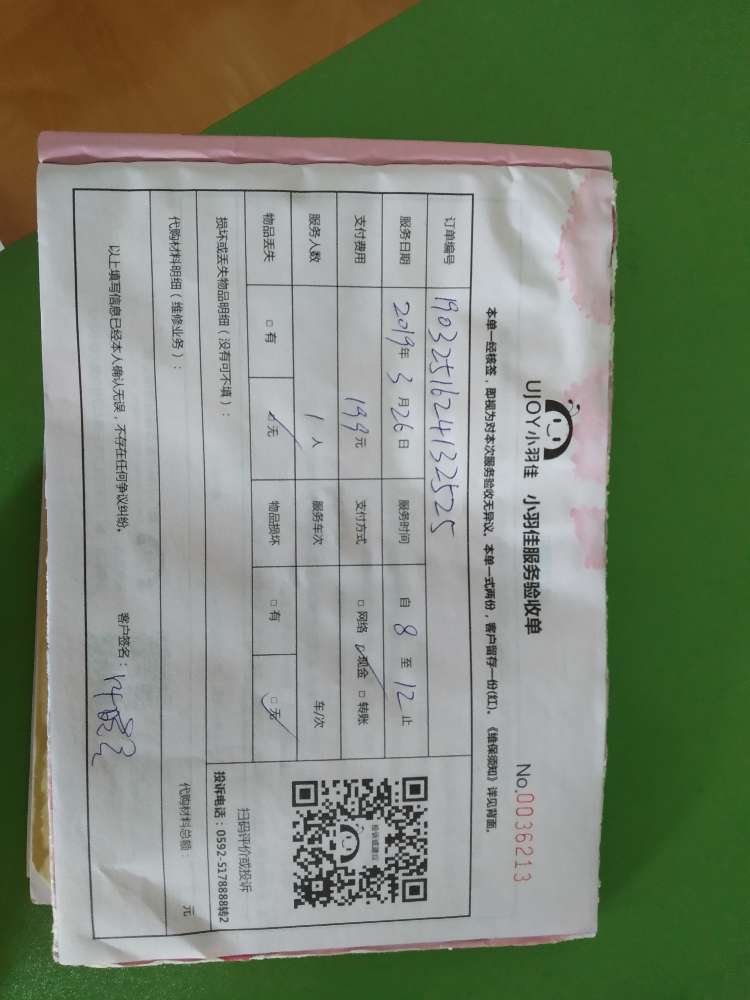 UJOY小羽佳 小羽佳服务验收单 No.0036213
本单一经核签，即视为对本次服务验收无异议。本单一式两份，客户留存一份(红)。《维保须知》详见背面。
订单编号 1903251624132525
服务日期 2019年3月26日 服务时间 自 8 至 12 止
支付费用 199元 支付方式 □网络 ☑现金 □转账
服务人数 1人 服务车次 车/次
物品丢失 □有 ☑无 物品损坏 □有 ☑无
损坏或丢失物品明细（没有可不填）：
扫码评价或投诉
投诉电话：0592-5178888转2
代购材料明细（维修业务）： 代购材料总额： 元
以上填写信息已经本人确认无误，不存在任何争议纠纷。 客户签名：